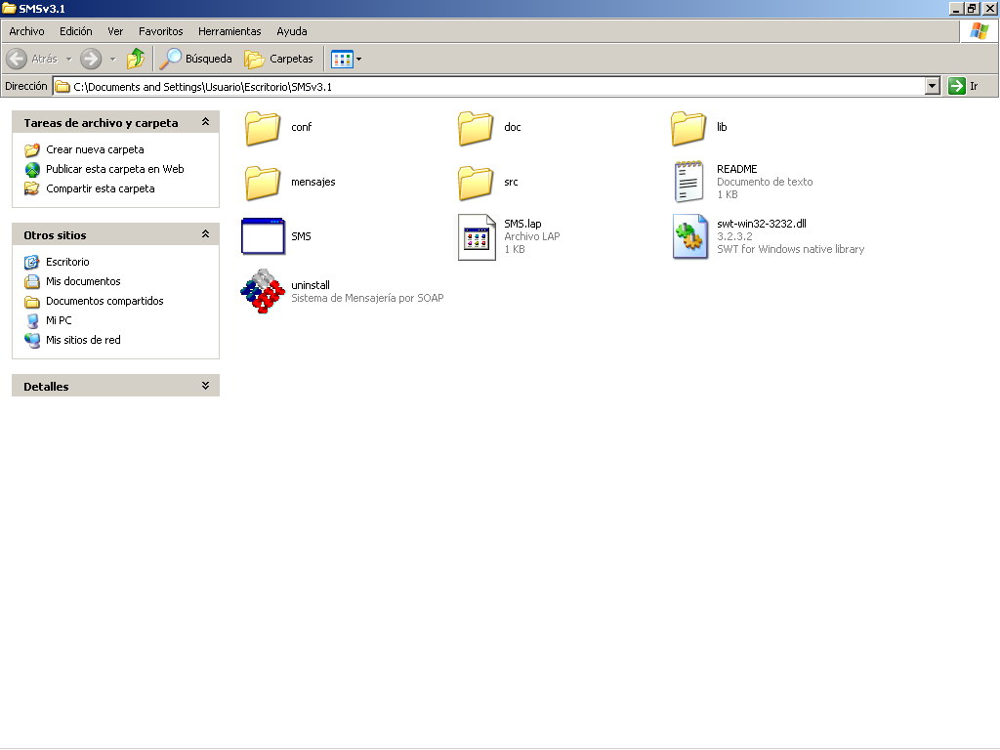 SMSv3.1
Archivo Edición Ver Favoritos Herramientas Ayuda
Atrás Búsqueda Carpetas
Dirección C:\Documents and Settings\Usuario\Escritorio\SMSv3.1 Ir
Tareas de archivo y carpeta
Crear nueva carpeta
Publicar esta carpeta en Web
Compartir esta carpeta
Otros sitios
Escritorio
Mis documentos
Documentos compartidos
Mi PC
Mis sitios de red
Detalles
conf
doc
lib
mensajes
src
README
Documento de texto
1 KB
SMS
SMS.lap
Archivo LAP
1 KB
swt-win32-3232.dll
3.2.3.2
SWT for Windows native library
uninstall
Sistema de Mensajería por SOAP